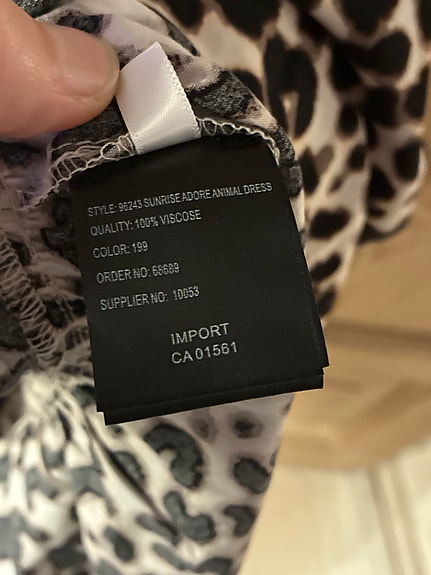 STYLE: 96243 SUNRISE ADORE ANIMAL DRESS
QUALITY: 100% VISCOSE
COLOR: 199
ORDER NO: 68689
SUPPLIER NO: 10053
IMPORT
CA 01561